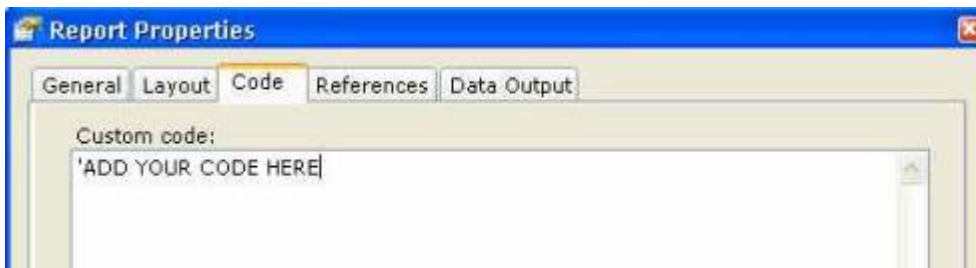 Report Properties
General Layout Code References Data Output
Custom code:
'ADD YOUR CODE HERE